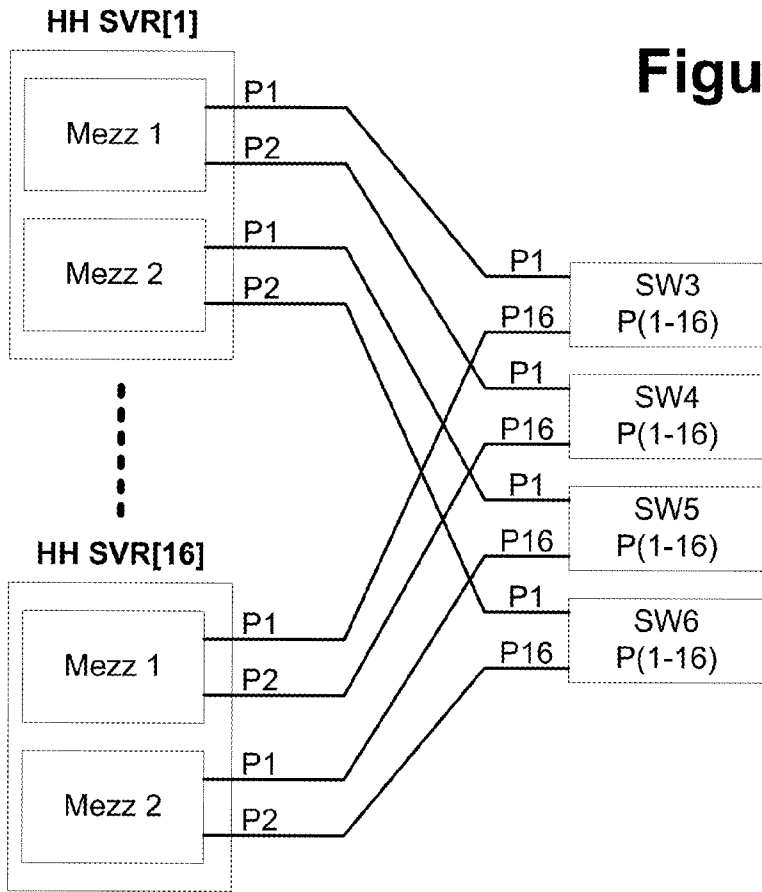 HH SVR[1]
Figu
Mezz 1
P1
P2
Mezz 2
P1
P2
P1
SW3
P16
P(1-16)
P1
SW4
P16
P(1-16)
P1
SW5
P16
P(1-16)
P1
SW6
P16
P(1-16)
HH SVR[16]
Mezz 1
P1
P2
Mezz 2
P1
P2